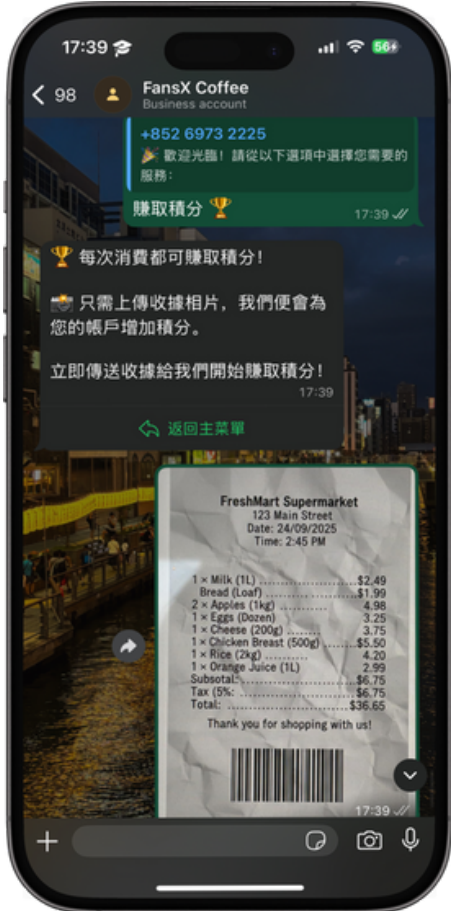 17:39
56
98
FansX Coffee
Business account
+852 6973 2225
🎉 歡迎光臨！請從以下選項中選擇您需要的
服務：
賺取積分 🏆
17:39
🏆 每次消費都可賺取積分！
📸 只需上傳收據相片，我們便會為
您的帳戶增加積分。
立即傳送收據給我們開始賺取積分！
17:39
返回主菜單
FreshMart Supermarket
123 Main Street
Date: 24/09/2025
Time: 2:45 PM
1 × Milk (1L) ........................ $2.49
Bread (Loaf) ........................ $1.99
2 × Apples (1kg) .............. 4.98
1 × Eggs (Dozen) 3.25
1 × Cheese (200g) ........ 3.75
1 × Chicken Breast (500g) ..... $5.50
1 × Rice (2kg) ................... 4.20
1 × Orange Juice (1L) 2.99
Subsotal: ........................ $6.75
Tax (5%: ........................ $6.75
Total: ........................ $36.65
Thank you for shopping with us!
17:39